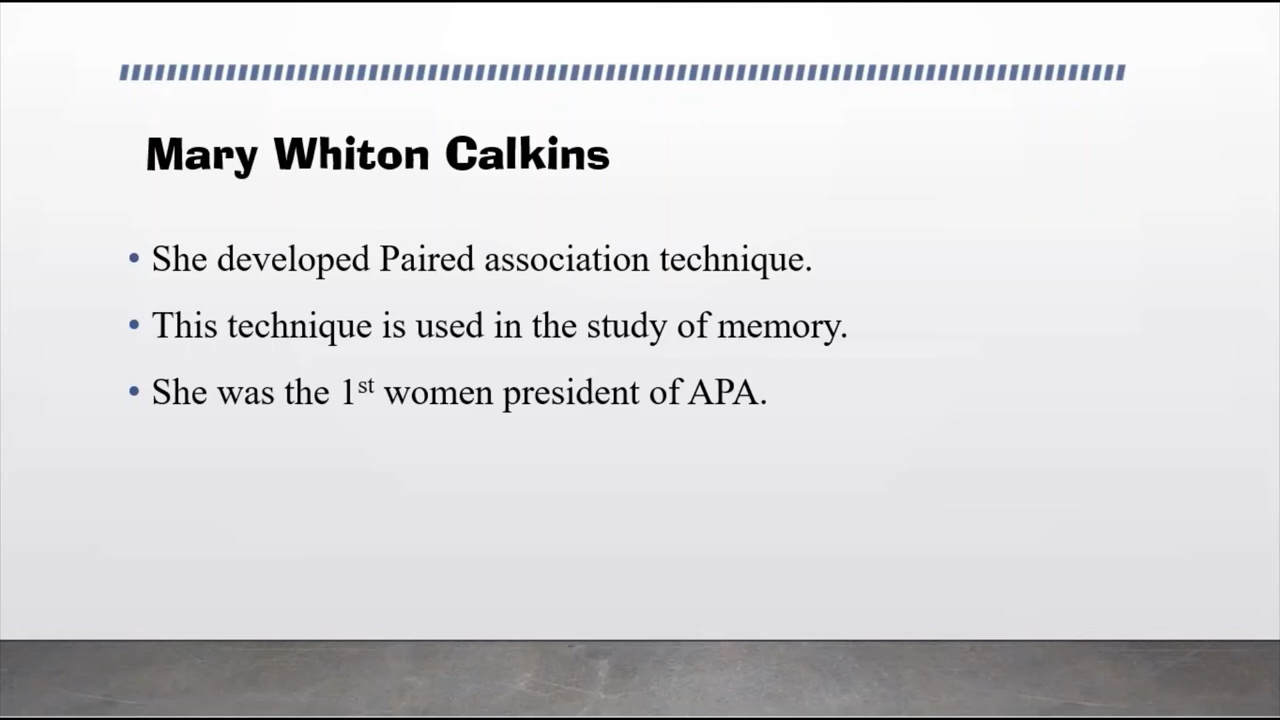 Mary Whiton Calkins
• She developed Paired association technique.
• This technique is used in the study of memory.
• She was the 1st women president of APA.